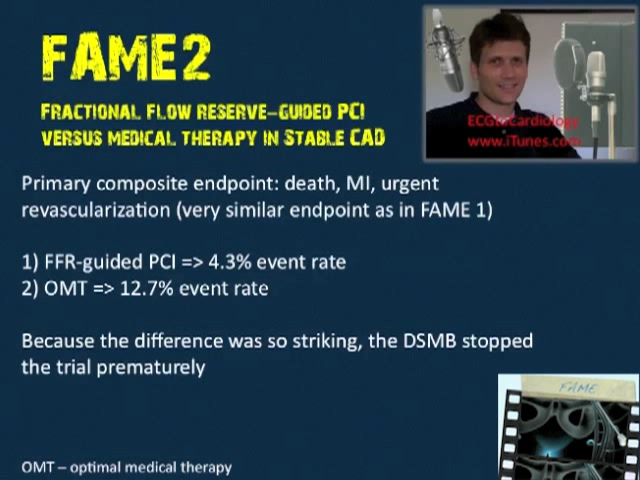 FAME2
FRACTIONAL FLOW RESERVE–GUIDED PCI
VERSUS MEDICAL THERAPY IN STABLE CAD
ECGtocardiology
www.iTunes.com
Primary composite endpoint: death, MI, urgent
revascularization (very similar endpoint as in FAME 1)
1) FFR-guided PCI => 4.3% event rate
2) OMT => 12.7% event rate
Because the difference was so striking, the DSMB stopped
the trial prematurely
FAME
OMT – optimal medical therapy